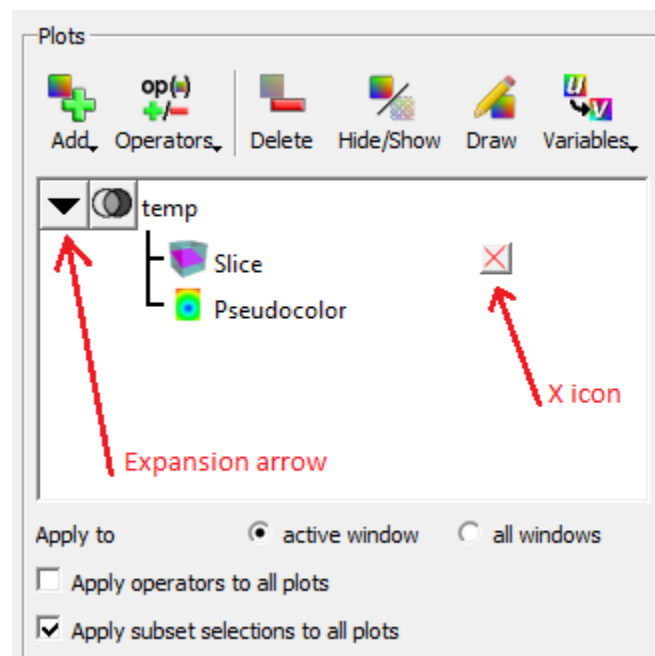 Plots
op(=)
+/-
Add Operators Delete Hide/Show Draw Variables
u
v
temp
Slice
Pseudocolor
X icon
Expansion arrow
Apply to active window all windows
Apply operators to all plots
Apply subset selections to all plots